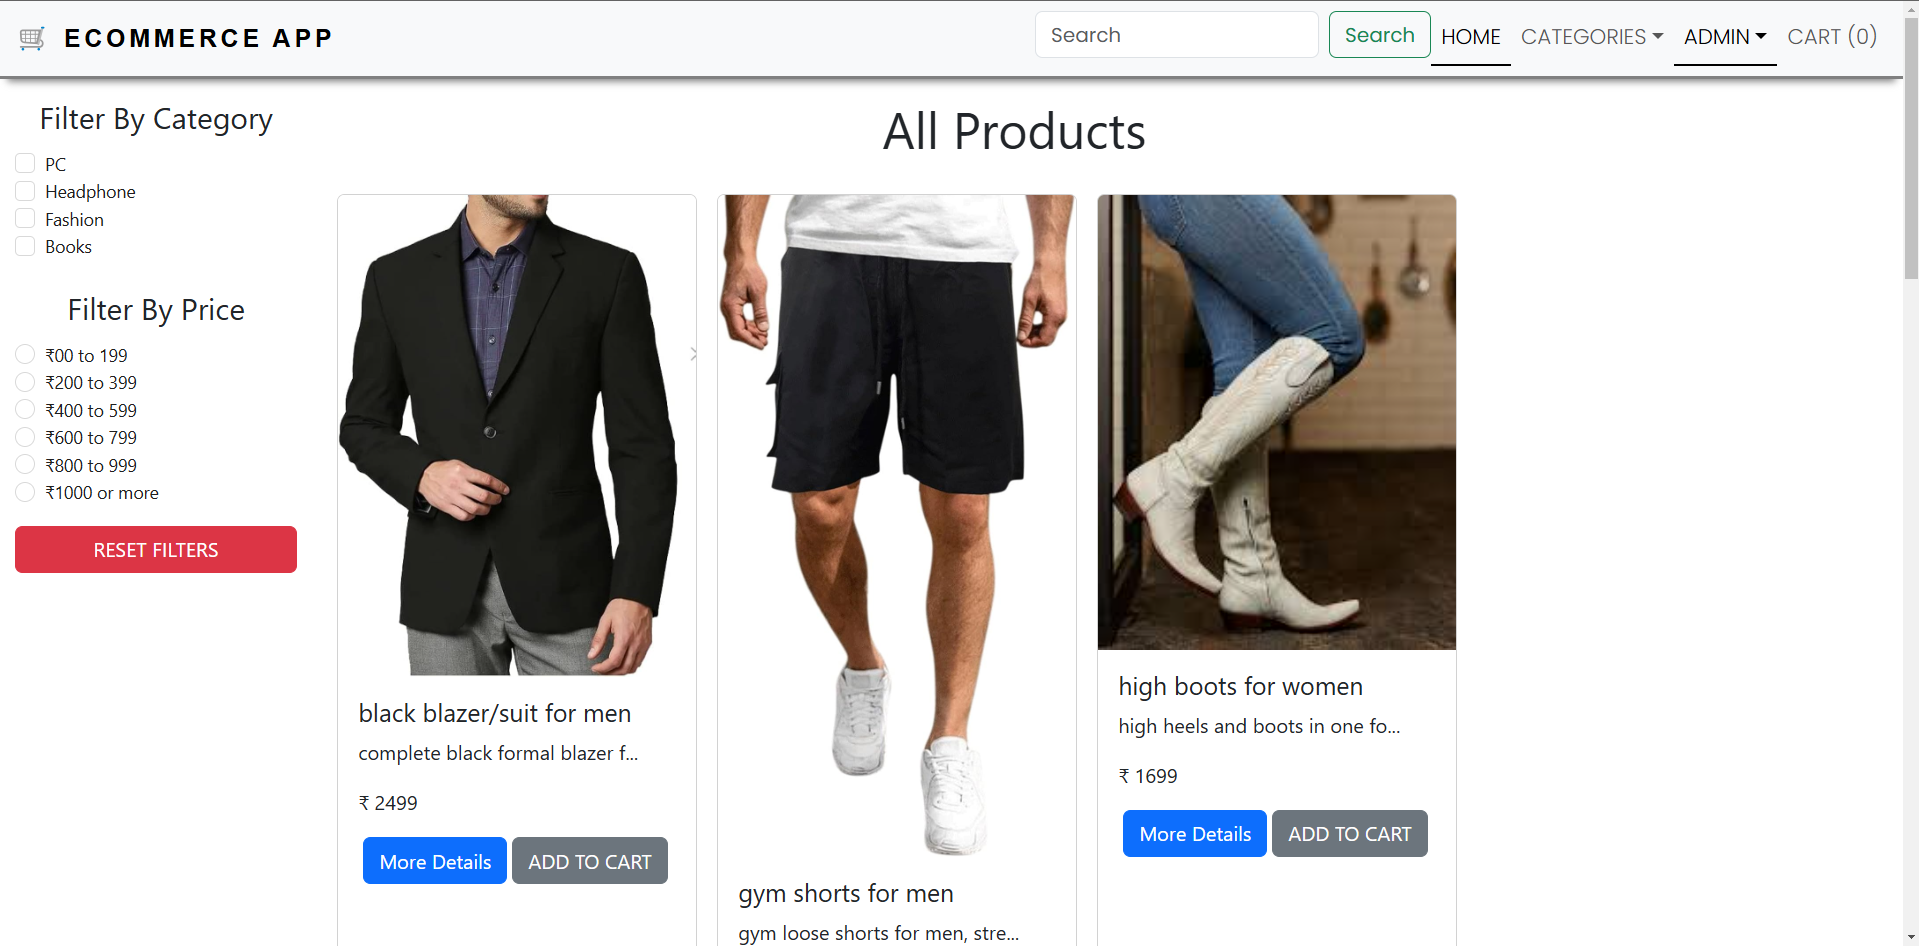 ECOMMERCE APP
Search
Search
HOME
CATEGORIES
ADMIN
CART (0)
Filter By Category
PC
Headphone
Fashion
Books
Filter By Price
₹00 to 199
₹200 to 399
₹400 to 599
₹600 to 799
₹800 to 999
₹1000 or more
RESET FILTERS
All Products
black blazer/suit for men
complete black formal blazer f...
₹ 2499
More Details
ADD TO CART
gym shorts for men
gym loose shorts for men, stre...
high boots for women
high heels and boots in one fo...
₹ 1699
More Details
ADD TO CART